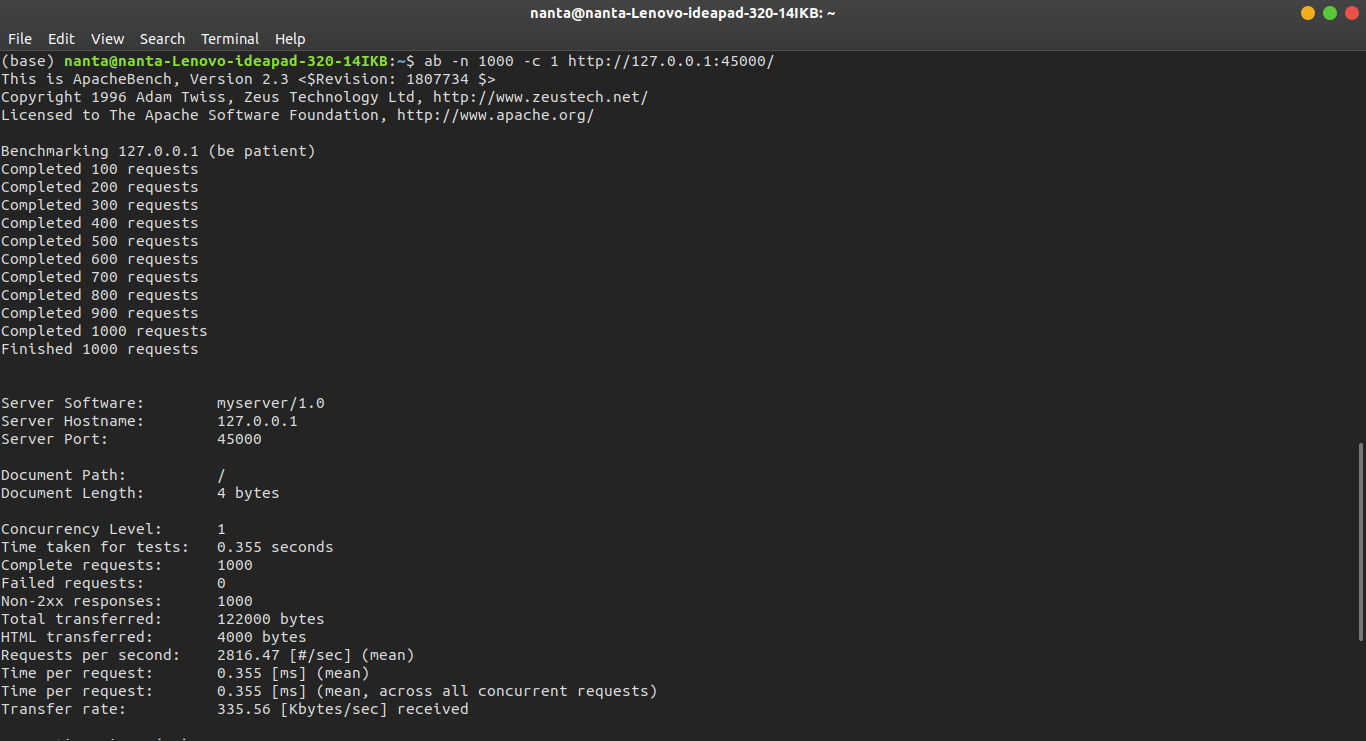 nanta@nanta-Lenovo-ideapad-320-14IKB: ~
File Edit View Search Terminal Help
(base) nanta@nanta-Lenovo-ideapad-320-14IKB:~$ ab -n 1000 -c 1 http://127.0.0.1:45000/
This is ApacheBench, Version 2.3 <$Revision: 1807734 $>
Copyright 1996 Adam Twiss, Zeus Technology Ltd, http://www.zeustech.net/
Licensed to The Apache Software Foundation, http://www.apache.org/
Benchmarking 127.0.0.1 (be patient)
Completed 100 requests
Completed 200 requests
Completed 300 requests
Completed 400 requests
Completed 500 requests
Completed 600 requests
Completed 700 requests
Completed 800 requests
Completed 900 requests
Completed 1000 requests
Finished 1000 requests
Server Software: myserver/1.0
Server Hostname: 127.0.0.1
Server Port: 45000
Document Path: /
Document Length: 4 bytes
Concurrency Level: 1
Time taken for tests: 0.355 seconds
Complete requests: 1000
Failed requests: 0
Non-2xx responses: 1000
Total transferred: 122000 bytes
HTML transferred: 4000 bytes
Requests per second: 2816.47 [#/sec] (mean)
Time per request: 0.355 [ms] (mean)
Time per request: 0.355 [ms] (mean, across all concurrent requests)
Transfer rate: 335.56 [Kbytes/sec] received